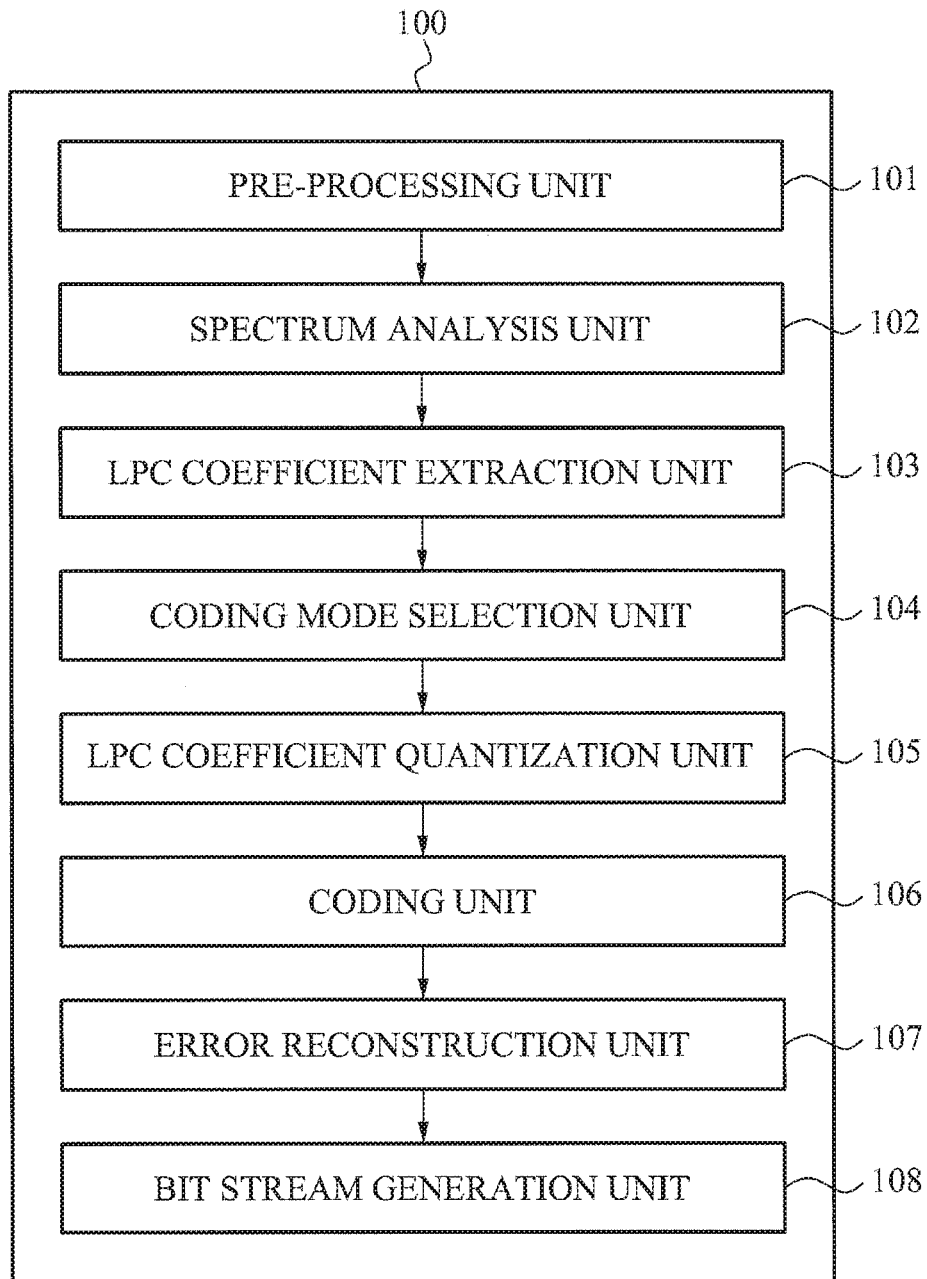 100
PRE-PROCESSING UNIT 101
SPECTRUM ANALYSIS UNIT 102
LPC COEFFICIENT EXTRACTION UNIT 103
CODING MODE SELECTION UNIT 104
LPC COEFFICIENT QUANTIZATION UNIT 105
CODING UNIT 106
ERROR RECONSTRUCTION UNIT 107
BIT STREAM GENERATION UNIT 108